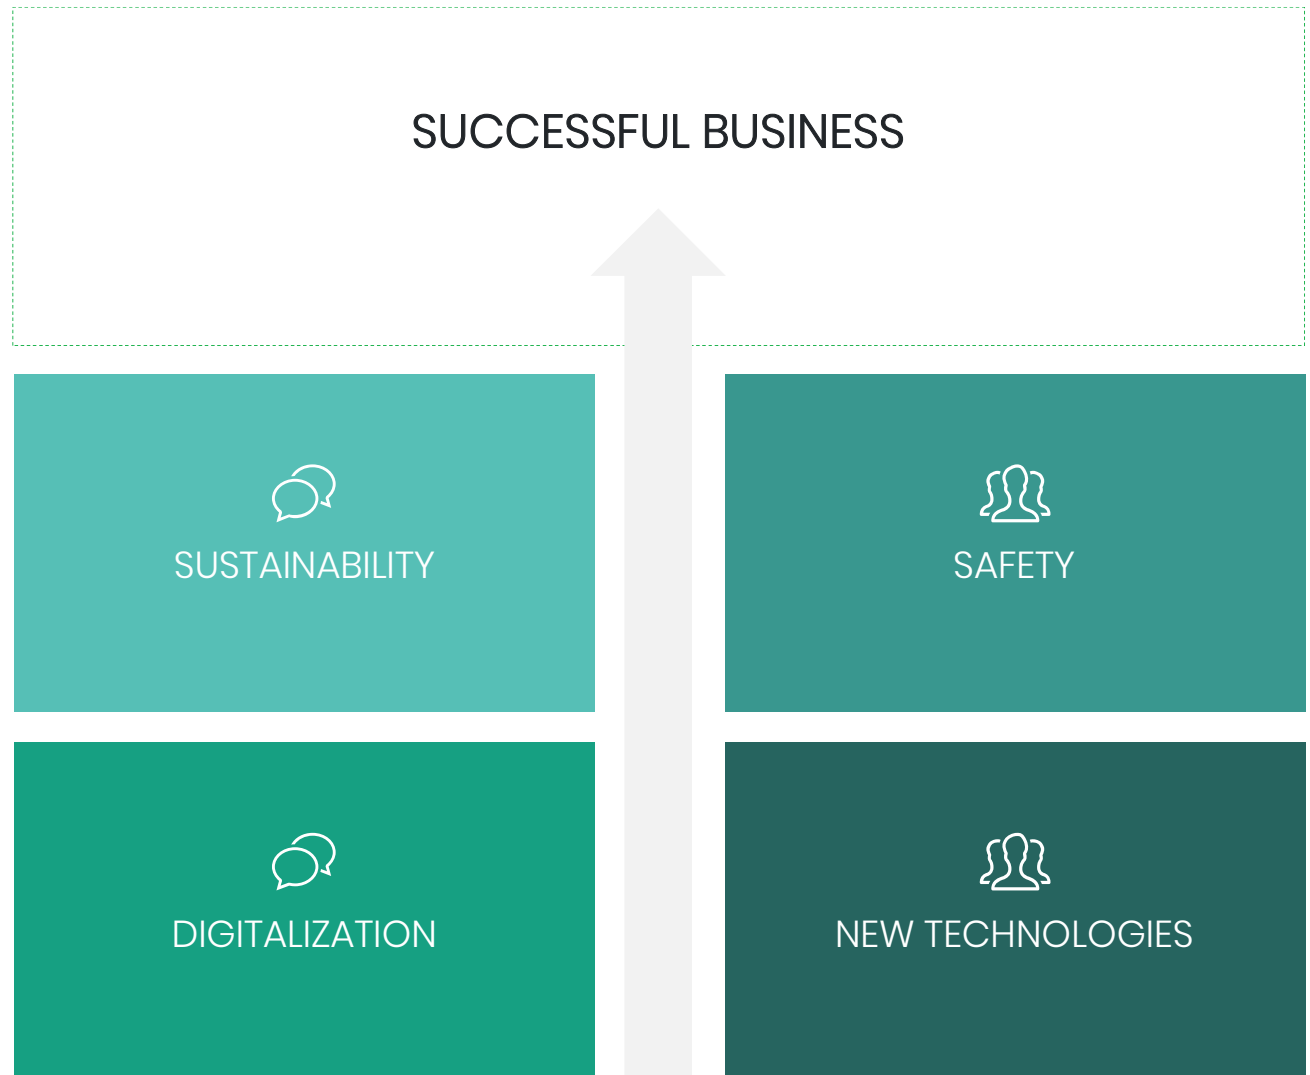 SUCCESSFUL BUSINESS
SUSTAINABILITY
SAFETY
DIGITALIZATION
NEW TECHNOLOGIES